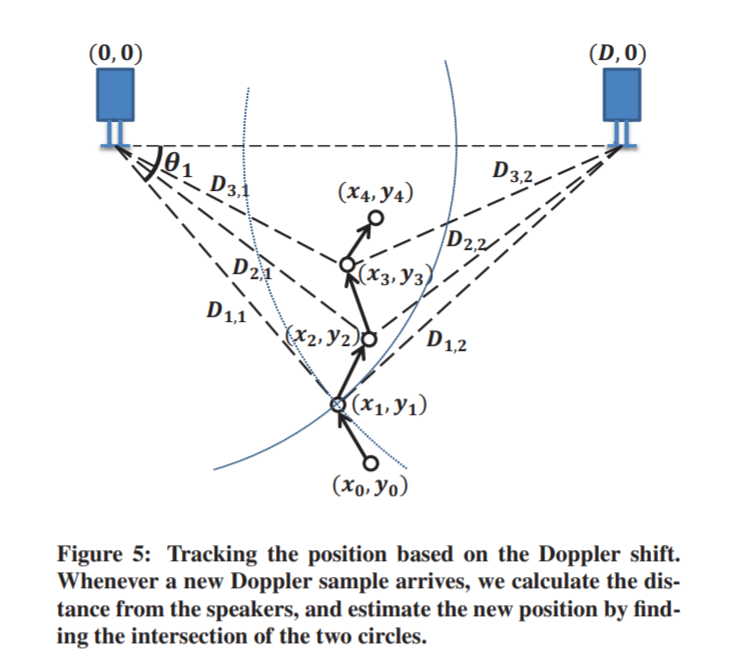 (0, 0)
(D, 0)
θ1
D3,1
D3,2
(x4, y4)
D2,2
D2,1
(x3, y3)
D1,1
(x2, y2)
D1,2
(x1, y1)
(x0, y0)
Figure 5: Tracking the position based on the Doppler shift.
Whenever a new Doppler sample arrives, we calculate the dis-
tance from the speakers, and estimate the new position by find-
ing the intersection of the two circles.